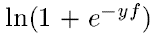 ln(1 + e^{-yf})